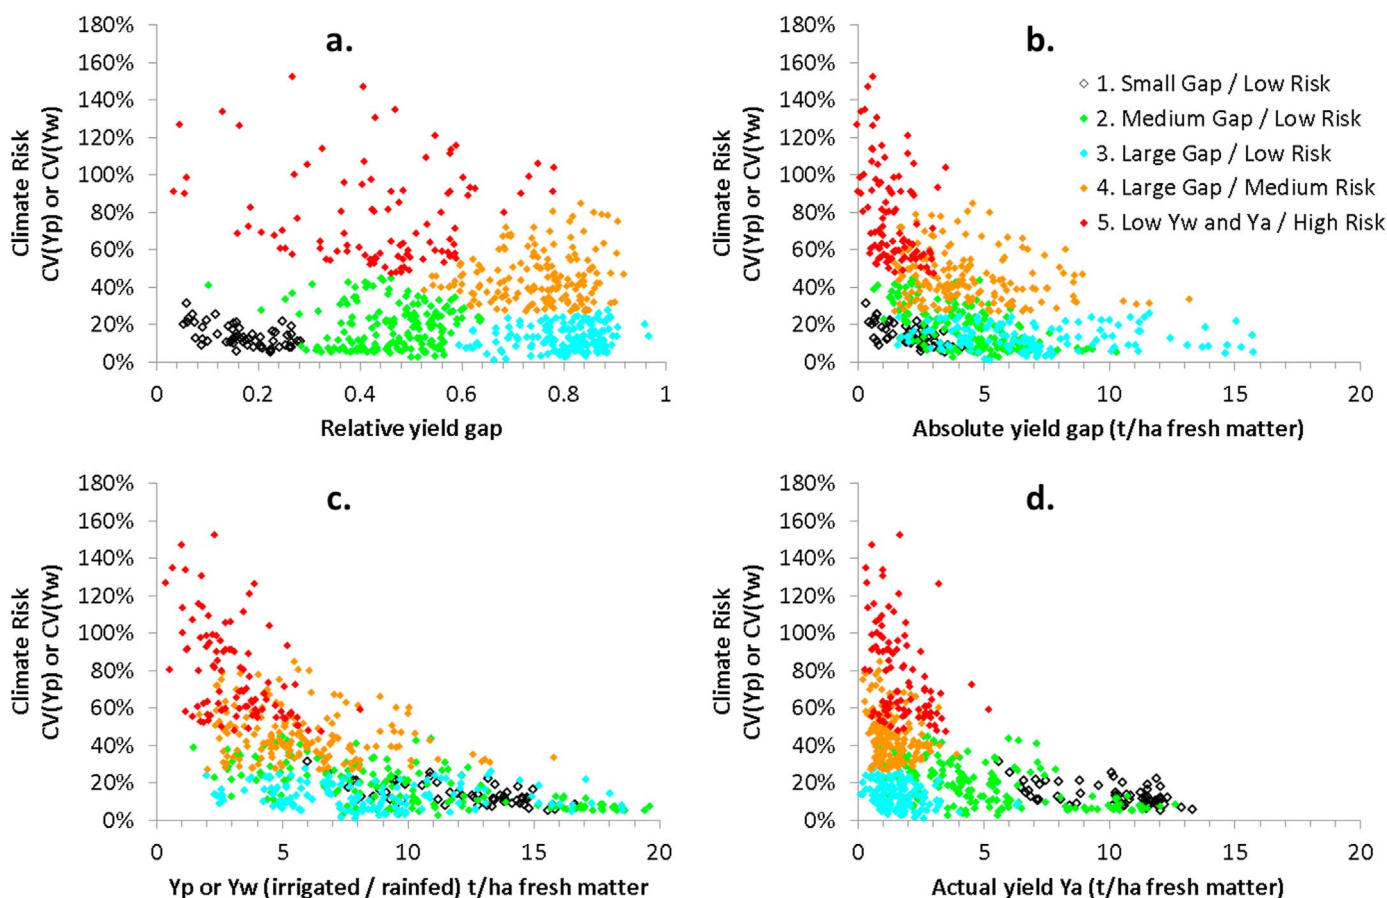 a.
180%
160%
140%
120%
100%
80%
60%
40%
20%
0%
Climate Risk
CV(Yp) or CV(Yw)
0 0.2 0.4 0.6 0.8 1
Relative yield gap
b.
180%
160%
140%
120%
100%
80%
60%
40%
20%
0%
Climate Risk
CV(Yp) or CV(Yw)
1. Small Gap / Low Risk
2. Medium Gap / Low Risk
3. Large Gap / Low Risk
4. Large Gap / Medium Risk
5. Low Yw and Ya / High Risk
0 5 10 15 20
Absolute yield gap (t/ha fresh matter)
c.
180%
160%
140%
120%
100%
80%
60%
40%
20%
0%
Climate Risk
CV(Yp) or CV(Yw)
0 5 10 15 20
Yp or Yw (irrigated / rainfed) t/ha fresh matter
d.
180%
160%
140%
120%
100%
80%
60%
40%
20%
0%
Climate Risk
CV(Yp) or CV(Yw)
0 5 10 15 20
Actual yield Ya (t/ha fresh matter)